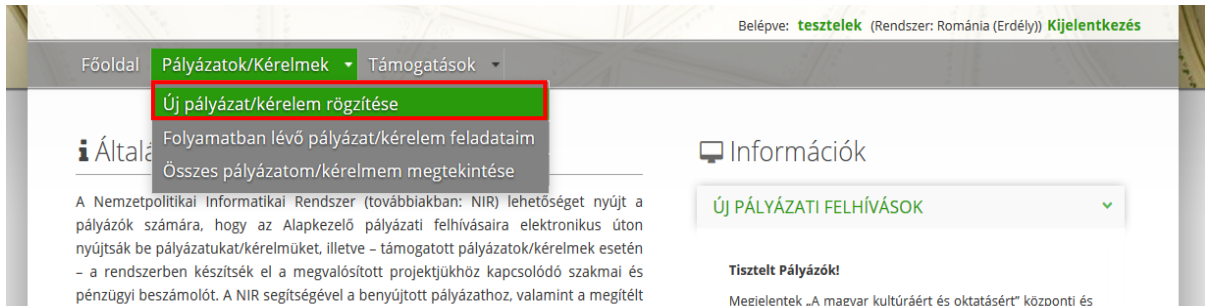 Belépve: tesztelek (Rendszer: Románia (Erdély)) Kijelentkezés
Főoldal Pályázatok/Kérelmek Támogatások
Új pályázat/kérelem rögzítése
Folyamatban lévő pályázat/kérelem feladataim
Összes pályázatom/kérelmem megtekintése
Által
Információk
ÚJ PÁLYÁZATI FELHÍVÁSOK
A Nemzetpolitikai Informatikai Rendszer (továbbiakban: NIR) lehetőséget nyújt a
pályázók számára, hogy az Alapkezelő pályázati felhívásaira elektronikus úton
nyújtsák be pályázatukat/kérelmüket, illetve – támogatott pályázatok/kérelmek esetén
– a rendszerben készítsék el a megvalósított projektjükhöz kapcsolódó szakmai és
pénzügyi beszámolót. A NIR segítségével a benyújtott pályázathoz, valamint a megítélt
Tisztelt Pályázók!
Megjelentek „A magyar kultúráért és oktatásért" központi és